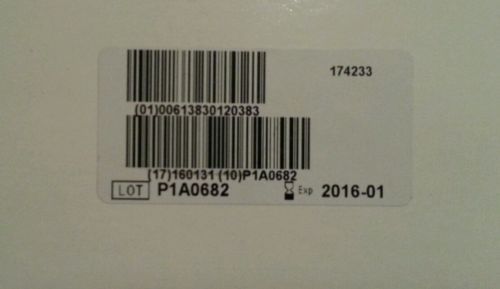 174233
(01)00613830120383
(17)160131 (10)P1A0682
LOT P1A0682 Exp 2016-01